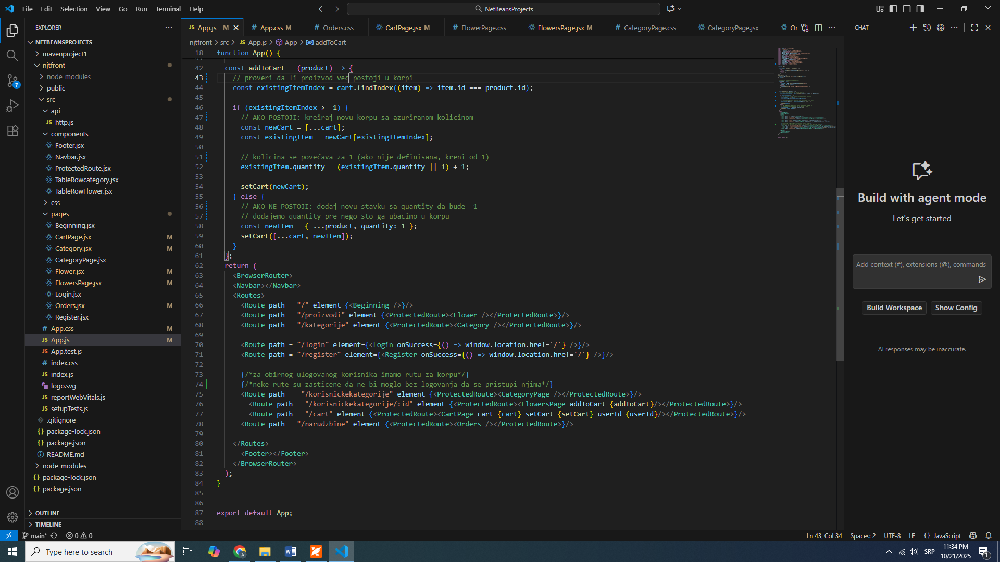 File Edit Selection View Go Run Terminal Help
NetBeansProjects
EXPLORER
NETBEANSPROJECTS
mavenproject1
njtfront
node_modules
public
src
api
JS http.js
components
Footer.jsx
Navbar.jsx
ProtectedRoute.jsx
TableRowcategory.jsx
TableRowFlower.jsx
css
pages
Beginning.jsx
CartPage.jsx M
Category.jsx M
CategoryPage.jsx
Flower.jsx M
FlowersPage.jsx M
Login.jsx
Orders.jsx M
Register.jsx
# App.css M
JS App.js M
JS App.test.js
# index.css
JS index.js
logo.svg
JS reportWebVitals.js
JS setupTests.js
.gitignore
{} package-lock.json
{} package.json
README.md
node_modules
{} package-lock.json
{} package.json
OUTLINE
TIMELINE
7
JS App.js M
# App.css M
# Orders.css
CartPage.jsx M
# FlowerPage.css
FlowersPage.jsx M
# CategoryPage.css
CategoryPage.jsx
Or
njtfront > src > JS App.js > App > addToCart
18 function App() {
41
42 const addToCart = (product) => {
43 // proveri da li proizvod vec postoji u korpi
44 const existingItemIndex = cart.findIndex((item) => item.id === product.id);
45
46 if (existingItemIndex > -1) {
47 // AKO POSTOJI: kreiraj novu korpu sa azuriranom kolicinom
48 const newCart = [...cart];
49 const existingItem = newCart[existingItemIndex];
50
51 // kolicina se povećava za 1 (ako nije definisana, kreni od 1)
52 existingItem.quantity = (existingItem.quantity || 1) + 1;
53
54 setCart(newCart);
55 } else {
56 // AKO NE POSTOJI: dodaj novu stavku sa quantity da bude  1
57 // dodajemo quantity pre nego sto ga ubacimo u korpu
58 const newItem = { ...product, quantity: 1 };
59 setCart([...cart, newItem]);
60 }
61 };
62 return (
63 <BrowserRouter>
64 <Navbar></Navbar>
65 <Routes>
66 <Route path = "/" element={<Beginning />}/>
67 <Route path = "/proizvodi" element={<ProtectedRoute><Flower /></ProtectedRoute>}/>
68 <Route path = "/kategorije" element={<ProtectedRoute><Category /></ProtectedRoute>}/>
69
70 <Route path = "/login" element={<Login onSuccess={() => window.location.href='/'} />}/>
71 <Route path = "/register" element={<Register onSuccess={() => window.location.href='/'} />}/>
72
73 {/*za obirnog ulogovanog korisnika imamo rutu za korpu*/}
74 {/*neke rute su zasticene da ne bi moglo bez logovanja da se pristupi njima*/}
75 <Route path  = "/korisnickekategorije" element={<ProtectedRoute><CategoryPage /></ProtectedRoute>}/>
76 <Route path = "/korisnickekategorije/:id" element={<ProtectedRoute><FlowersPage addToCart={addToCart}/></ProtectedRoute>}/>
77 <Route path = "/cart" element={<ProtectedRoute><CartPage cart={cart} setCart={setCart} userId={userId}/></ProtectedRoute>}/>
78 <Route path = "/narudzbine" element={<ProtectedRoute><Orders /></ProtectedRoute>}/>
79
80 </Routes>
81 <Footer></Footer>
82 </BrowserRouter>
83 );
84 }
85
86
87 export default App;
88
CHAT
Build with agent mode
Let's get started
Add context (#), extensions (@), commands
Build Workspace
Show Config
AI responses may be inaccurate.
main* 0 0
Ln 43, Col 34 Spaces: 2 UTF-8 LF {} JavaScript
Type here to search
SRP
11:34 PM
10/21/2025
1